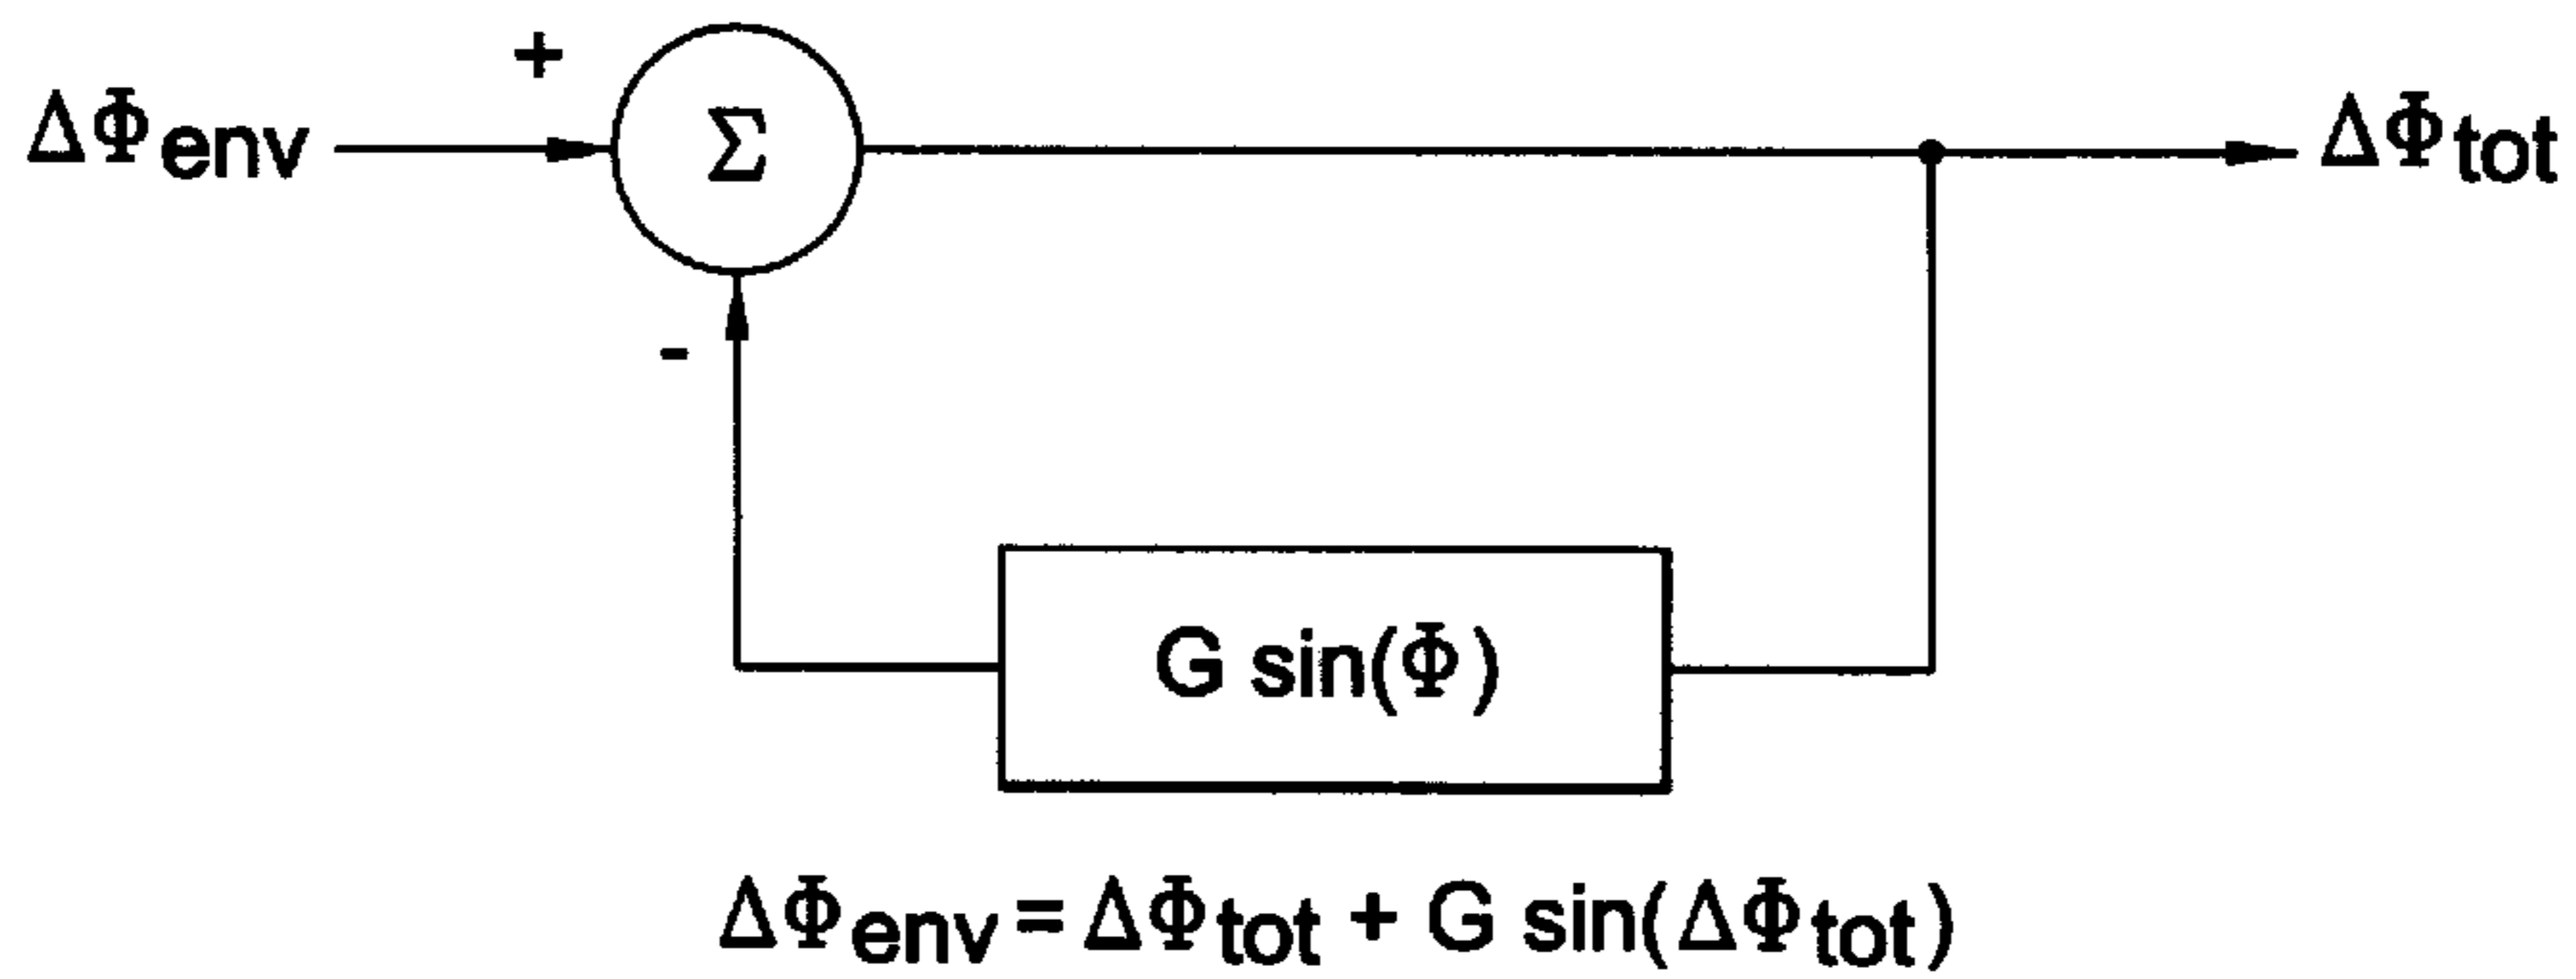 +
ΔΦenv
Σ
ΔΦtot
-
G sin(Φ)
ΔΦenv = ΔΦtot + G sin(ΔΦtot)